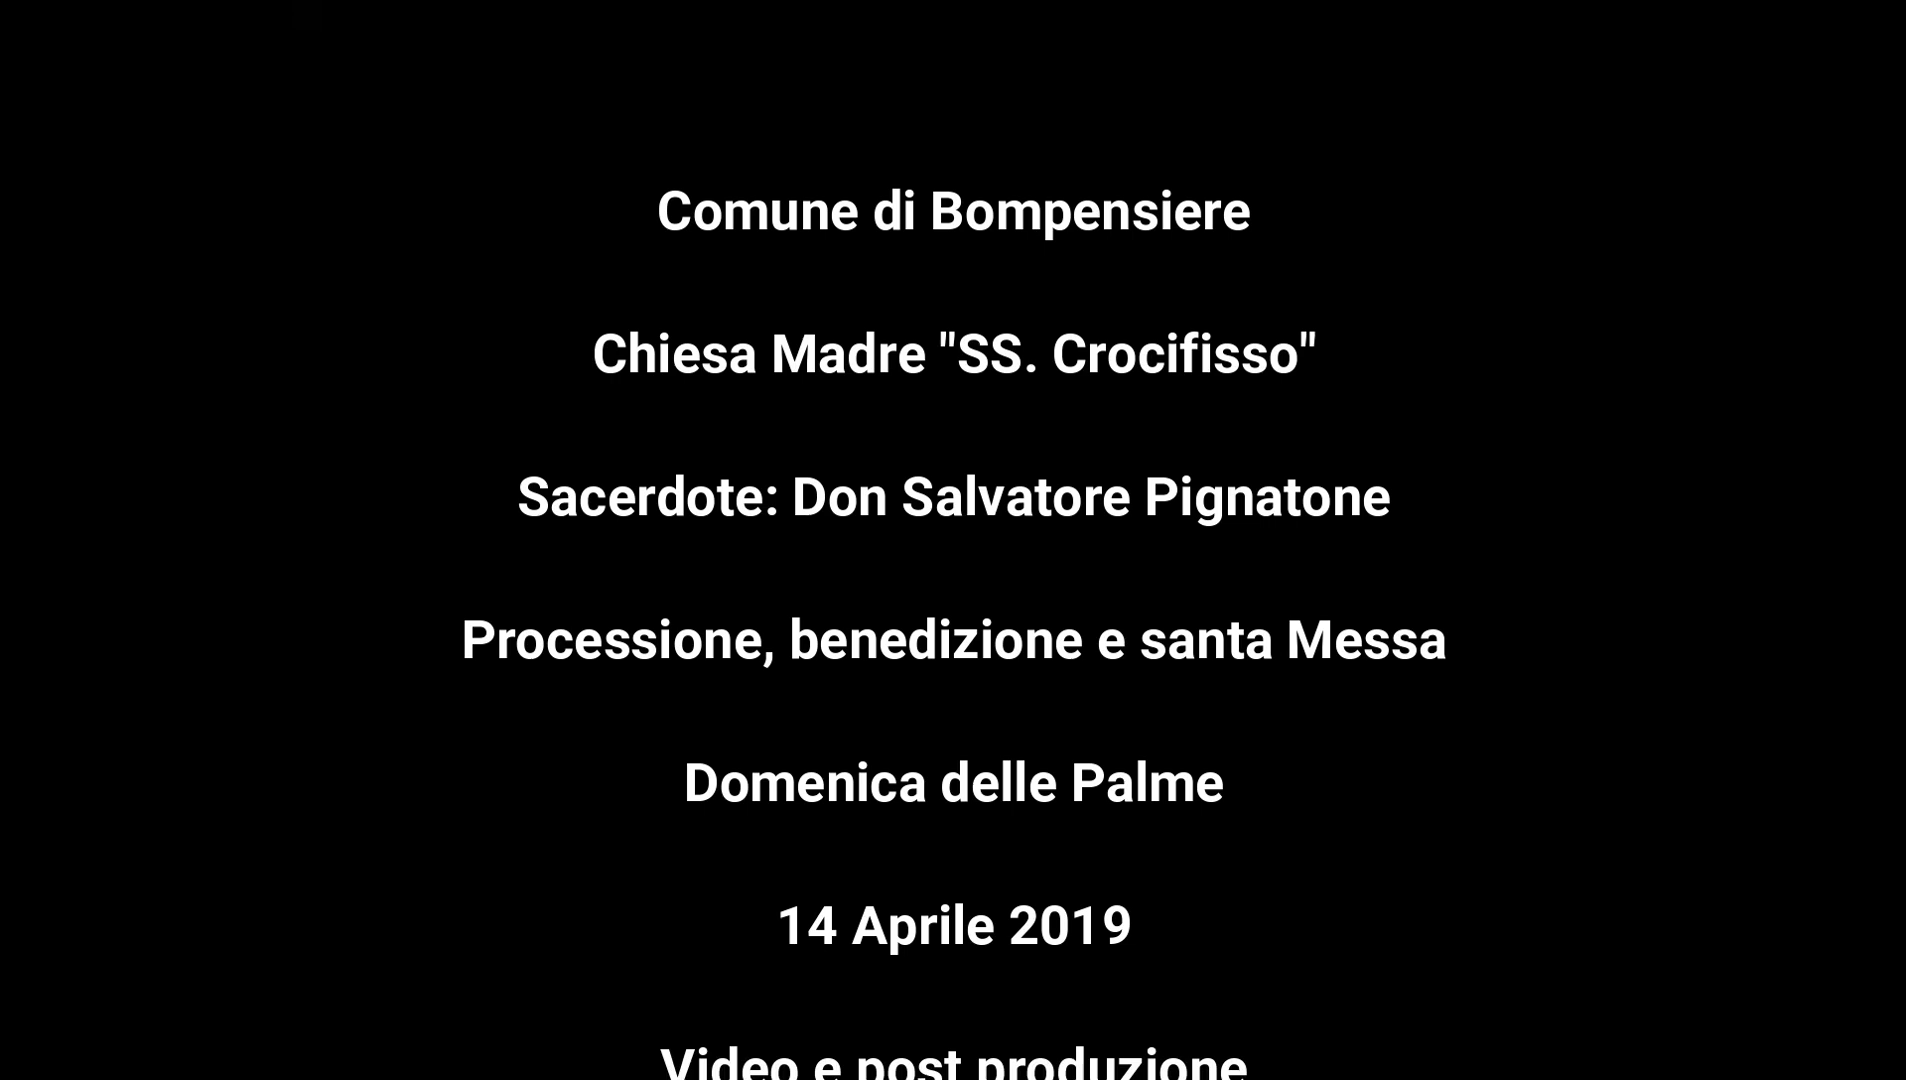 Comune di Bompensiere
Chiesa Madre "SS. Crocifisso"
Sacerdote: Don Salvatore Pignatone
Processione, benedizione e santa Messa
Domenica delle Palme
14 Aprile 2019
Video e post produzione